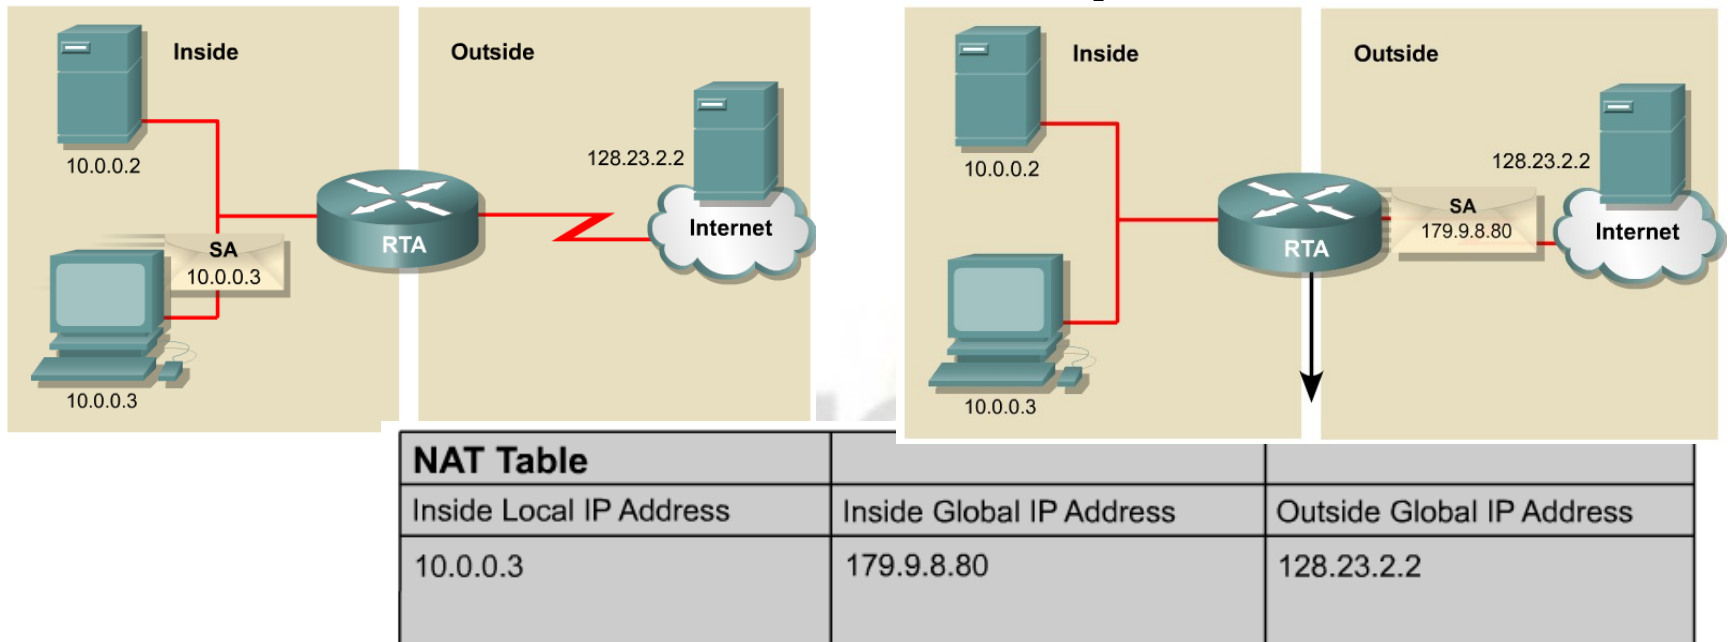 Inside
Outside
10.0.0.2
128.23.2.2
Internet
RTA
SA
10.0.0.3
10.0.0.3
Inside
Outside
10.0.0.2
128.23.2.2
SA
179.9.8.80
Internet
RTA
10.0.0.3
NAT Table
Inside Local IP Address Inside Global IP Address Outside Global IP Address
10.0.0.3 179.9.8.80 128.23.2.2